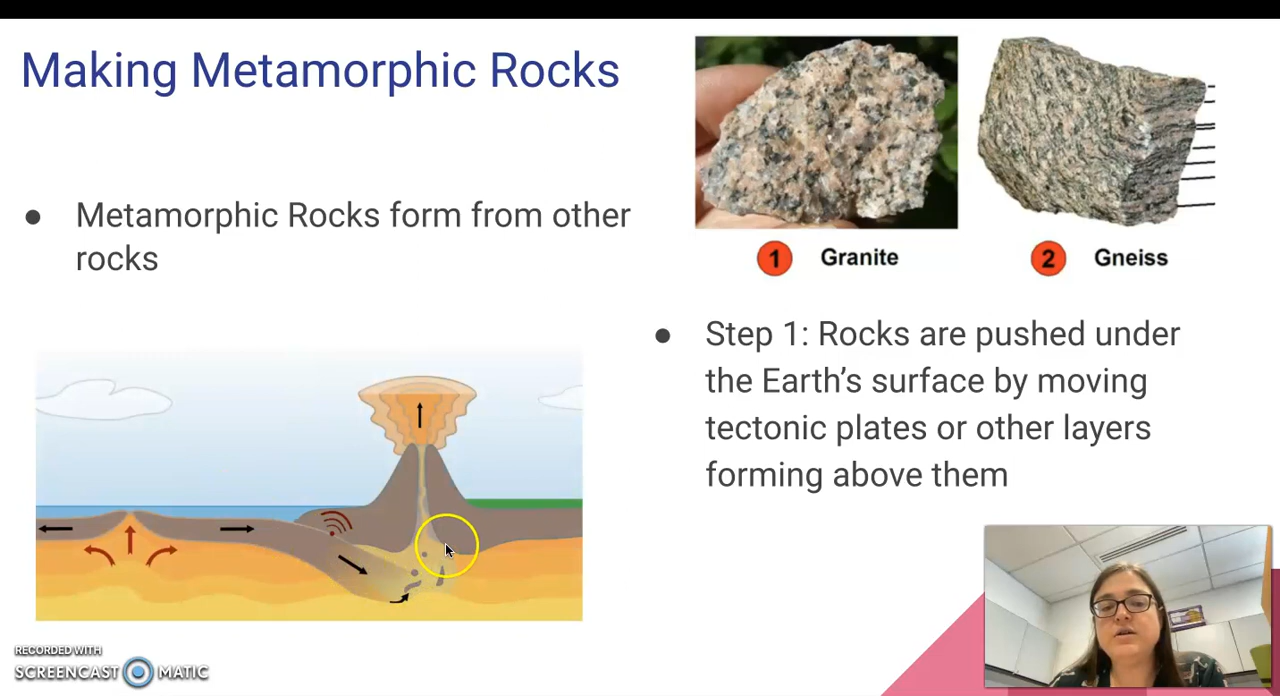 Making Metamorphic Rocks
● Metamorphic Rocks form from other
rocks
1 Granite
2 Gneiss
● Step 1: Rocks are pushed under
the Earth’s surface by moving
tectonic plates or other layers
forming above them
RECORDED WITH
SCREENCAST MATIC